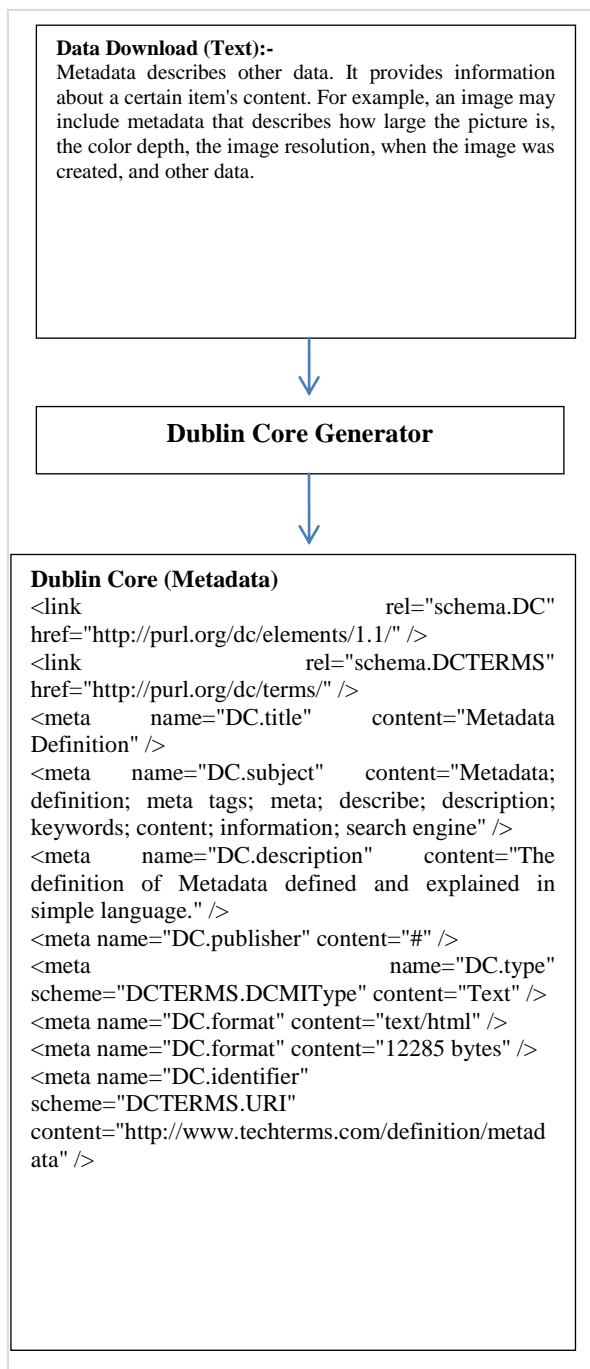 Data Download (Text):-
Metadata describes other data. It provides information
about a certain item's content. For example, an image may
include metadata that describes how large the picture is,
the color depth, the image resolution, when the image was
created, and other data.
Dublin Core Generator
Dublin Core (Metadata)
<link rel="schema.DC"
href="http://purl.org/dc/elements/1.1/" />
<link rel="schema.DCTERMS"
href="http://purl.org/dc/terms/" />
<meta name="DC.title" content="Metadata
Definition" />
<meta name="DC.subject" content="Metadata;
definition; meta tags; meta; describe; description;
keywords; content; information; search engine" />
<meta name="DC.description" content="The
definition of Metadata defined and explained in
simple language." />
<meta name="DC.publisher" content="#" />
<meta name="DC.type"
scheme="DCTERMS.DCMIType" content="Text" />
<meta name="DC.format" content="text/html" />
<meta name="DC.format" content="12285 bytes" />
<meta name="DC.identifier"
scheme="DCTERMS.URI"
content="http://www.techterms.com/definition/metad
ata" />